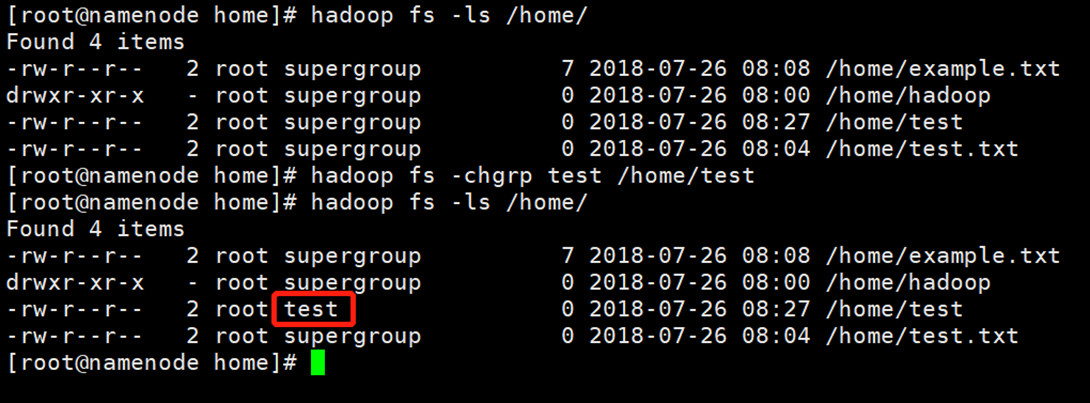 [root@namenode home]# hadoop fs -ls /home/
Found 4 items
-rw-r--r--   2 root supergroup          7 2018-07-26 08:08 /home/example.txt
drwxr-xr-x   - root supergroup          0 2018-07-26 08:00 /home/hadoop
-rw-r--r--   2 root supergroup          0 2018-07-26 08:27 /home/test
-rw-r--r--   2 root supergroup          0 2018-07-26 08:04 /home/test.txt
[root@namenode home]# hadoop fs -chgrp test /home/test
[root@namenode home]# hadoop fs -ls /home/
Found 4 items
-rw-r--r--   2 root supergroup          7 2018-07-26 08:08 /home/example.txt
drwxr-xr-x   - root supergroup          0 2018-07-26 08:00 /home/hadoop
-rw-r--r--   2 root test                0 2018-07-26 08:27 /home/test
-rw-r--r--   2 root supergroup          0 2018-07-26 08:04 /home/test.txt
[root@namenode home]#